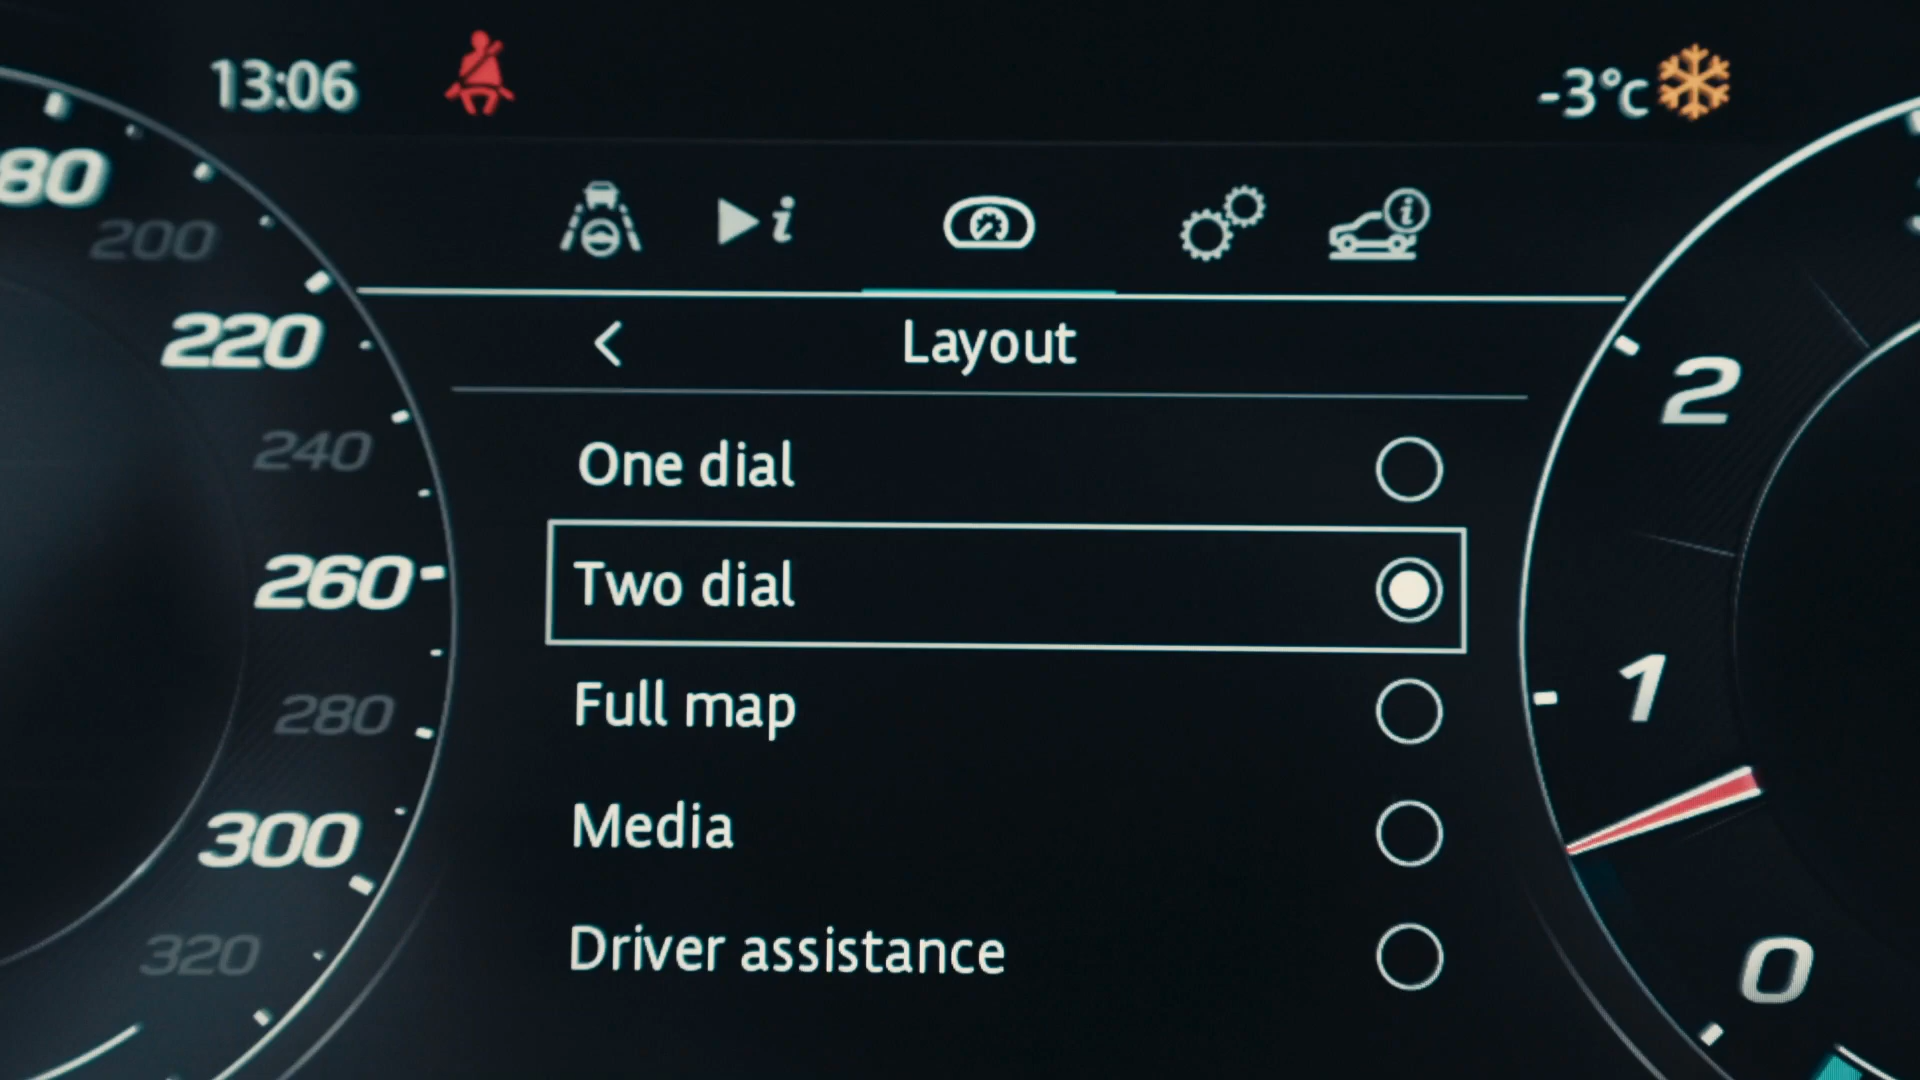 13:06
-3°c
i
i
Layout
One dial
Two dial
Full map
Media
Driver assistance
80
200
220
240
260
280
300
320
2
1
0